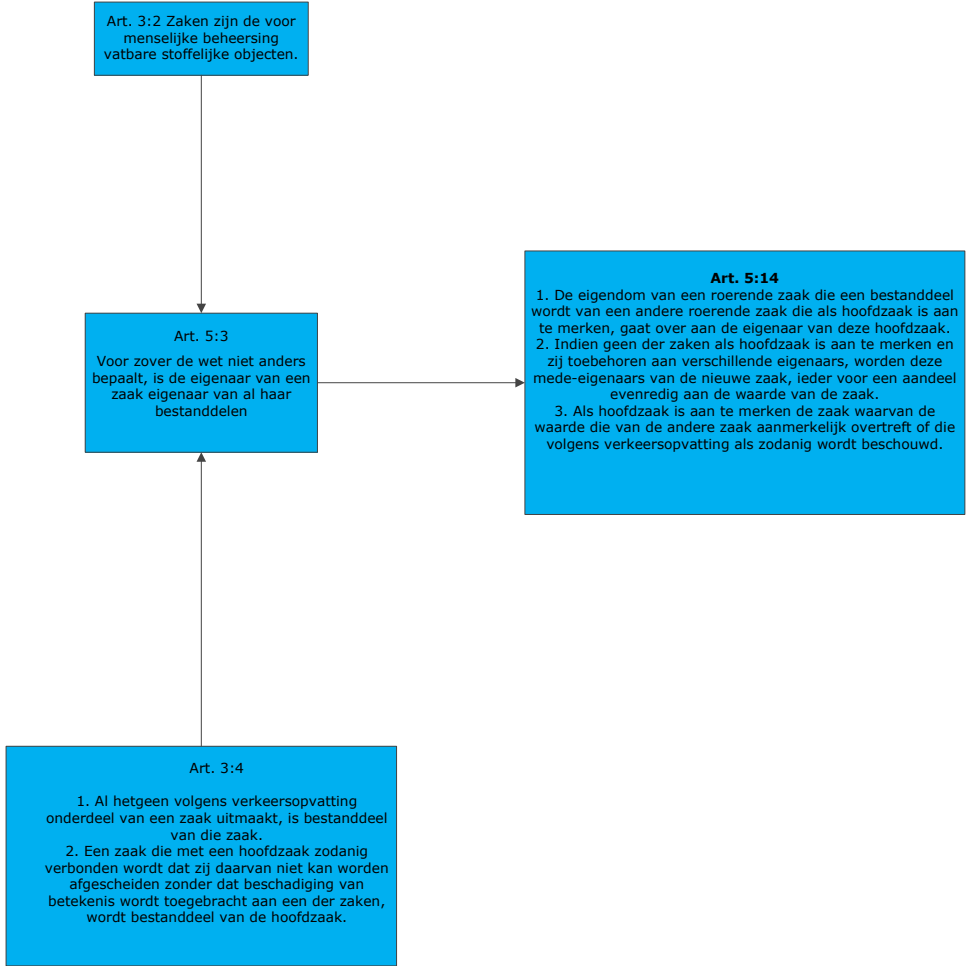 Art. 3:2 Zaken zijn de voor
menselijke beheersing
vatbare stoffelijke objecten.
Art. 5:3
Voor zover de wet niet anders
bepaalt, is de eigenaar van een
zaak eigenaar van al haar
bestanddelen
Art. 5:14
1. De eigendom van een roerende zaak die een bestanddeel
wordt van een andere roerende zaak die als hoofdzaak is aan
te merken, gaat over aan de eigenaar van deze hoofdzaak.
2. Indien geen der zaken als hoofdzaak is aan te merken en
zij toebehoren aan verschillende eigenaars, worden deze
mede-eigenaars van de nieuwe zaak, ieder voor een aandeel
evenredig aan de waarde van de zaak.
3. Als hoofdzaak is aan te merken de zaak waarvan de
waarde die van de andere zaak aanmerkelijk overtreft of die
volgens verkeersopvatting als zodanig wordt beschouwd.
Art. 3:4
1. Al hetgeen volgens verkeersopvatting
onderdeel van een zaak uitmaakt, is bestanddeel
van die zaak.
2. Een zaak die met een hoofdzaak zodanig
verbonden wordt dat zij daarvan niet kan worden
afgescheiden zonder dat beschadiging van
betekenis wordt toegebracht aan een der zaken,
wordt bestanddeel van de hoofdzaak.